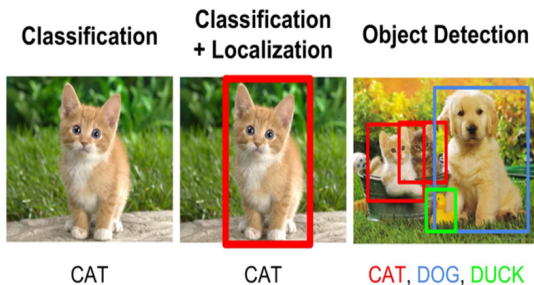 Classification
Classification
+ Localization
Object Detection
CAT
CAT
CAT, DOG, DUCK